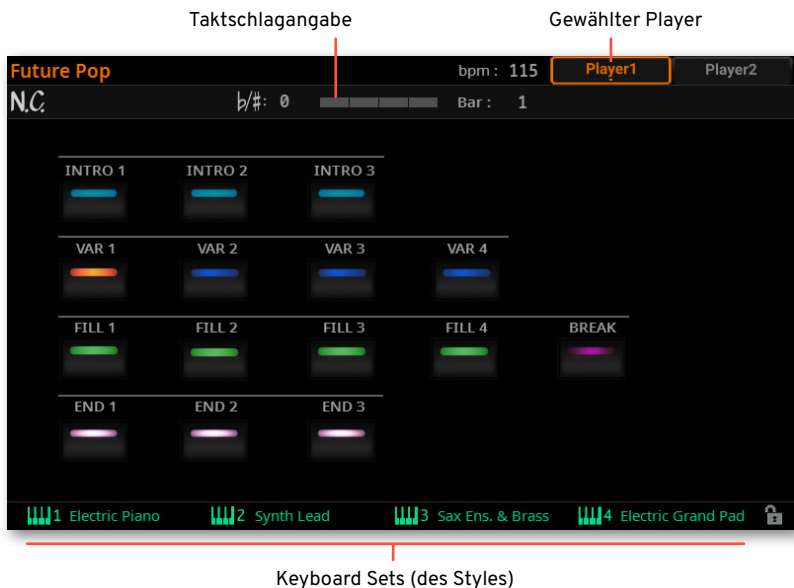 Taktschlagangabe Gewählter Player
Future Pop bpm : 115 Player1 Player2
N.C. b/#: 0 Bar : 1
INTRO 1 INTRO 2 INTRO 3
VAR 1 VAR 2 VAR 3 VAR 4
FILL 1 FILL 2 FILL 3 FILL 4 BREAK
END 1 END 2 END 3
1 Electric Piano 2 Synth Lead 3 Sax Ens. & Brass 4 Electric Grand Pad
Keyboard Sets (des Styles)